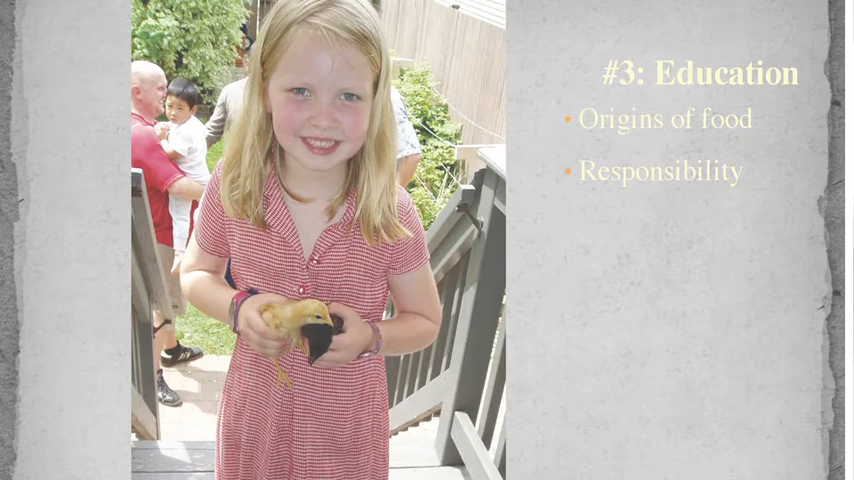 #3: Education
• Origins of food
• Responsibility